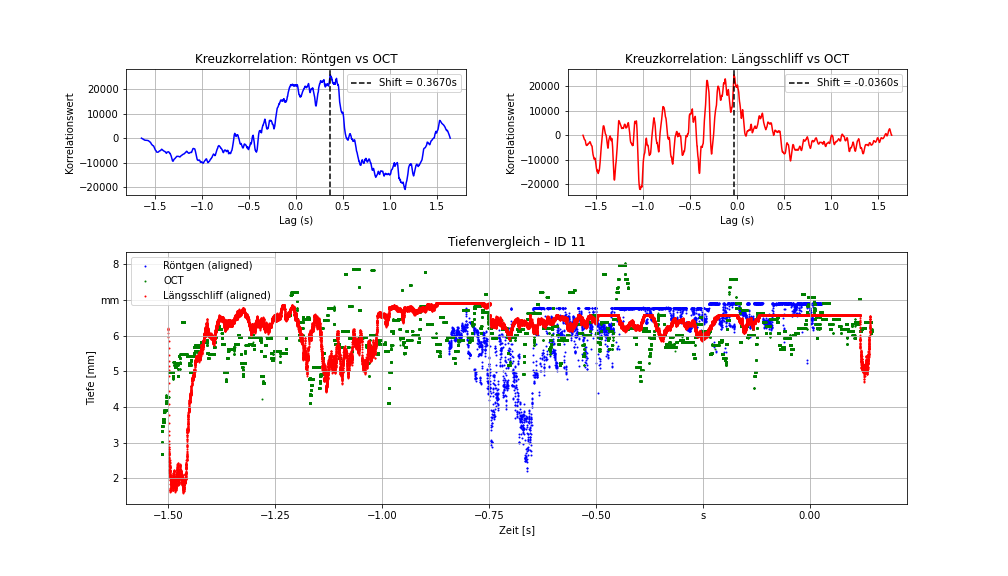 Kreuzkorrelation: Röntgen vs OCT
Korrelationswert
20000
10000
0
−10000
−20000
Shift = 0.3670s
−1.5 −1.0 −0.5 0.0 0.5 1.0 1.5
Lag (s)
Kreuzkorrelation: Längsschliff vs OCT
Korrelationswert
20000
10000
0
−10000
−20000
Shift = -0.0360s
−1.5 −1.0 −0.5 0.0 0.5 1.0 1.5
Lag (s)
Tiefenvergleich – ID 11
Tiefe [mm]
8
mm
6
5
4
3
2
Röntgen (aligned)
OCT
Längsschliff (aligned)
−1.50 −1.25 −1.00 −0.75 −0.50 s 0.00
Zeit [s]